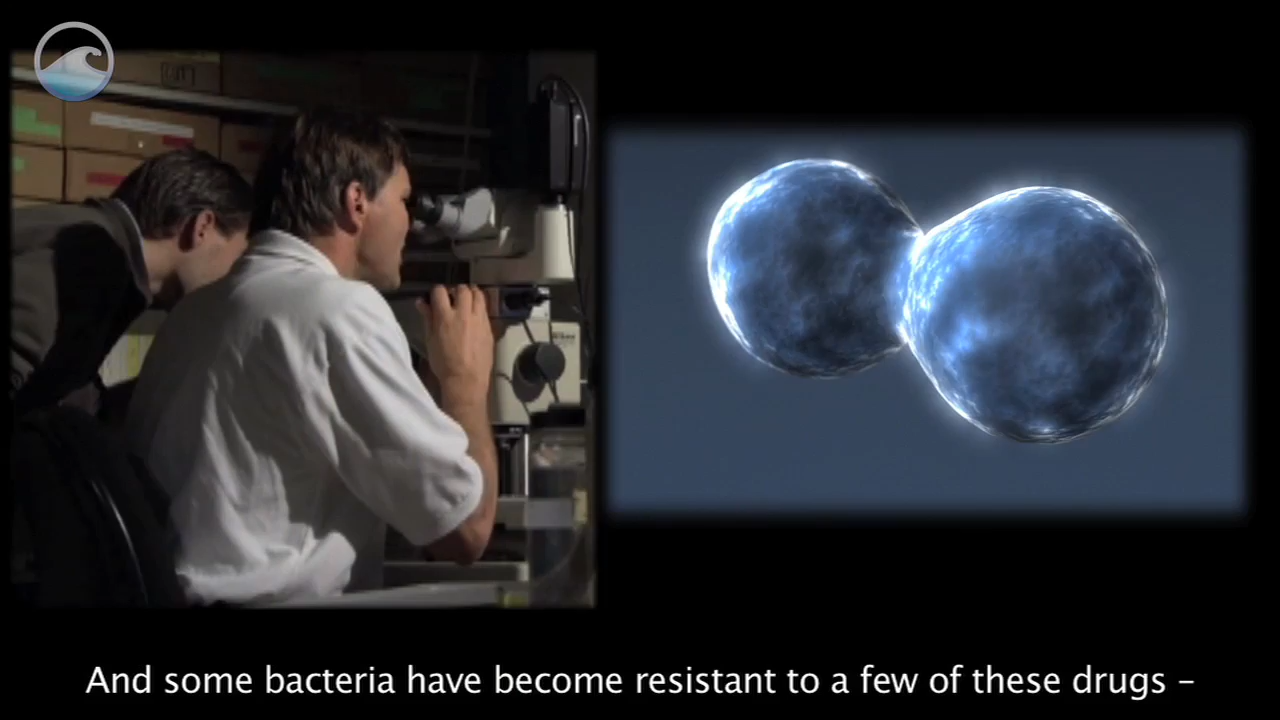 And some bacteria have become resistant to a few of these drugs –